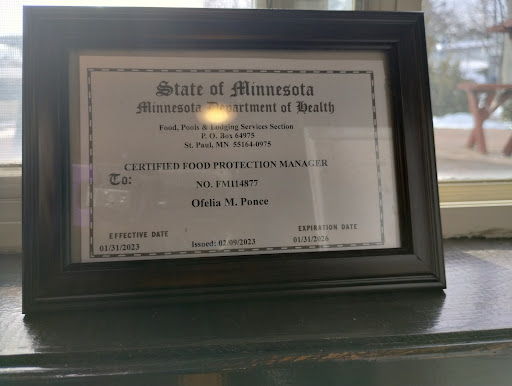 State of Minnesota
Minnesota Department of Health
Food, Pools & Lodging Services Section
P. O. Box 64975
St. Paul, MN 55164-0975
CERTIFIED FOOD PROTECTION MANAGER
To:
NO. FM114877
Ofelia M. Ponce
EFFECTIVE DATE
01/31/2023
Issued: 02/09/2023
EXPIRATION DATE
01/31/2026